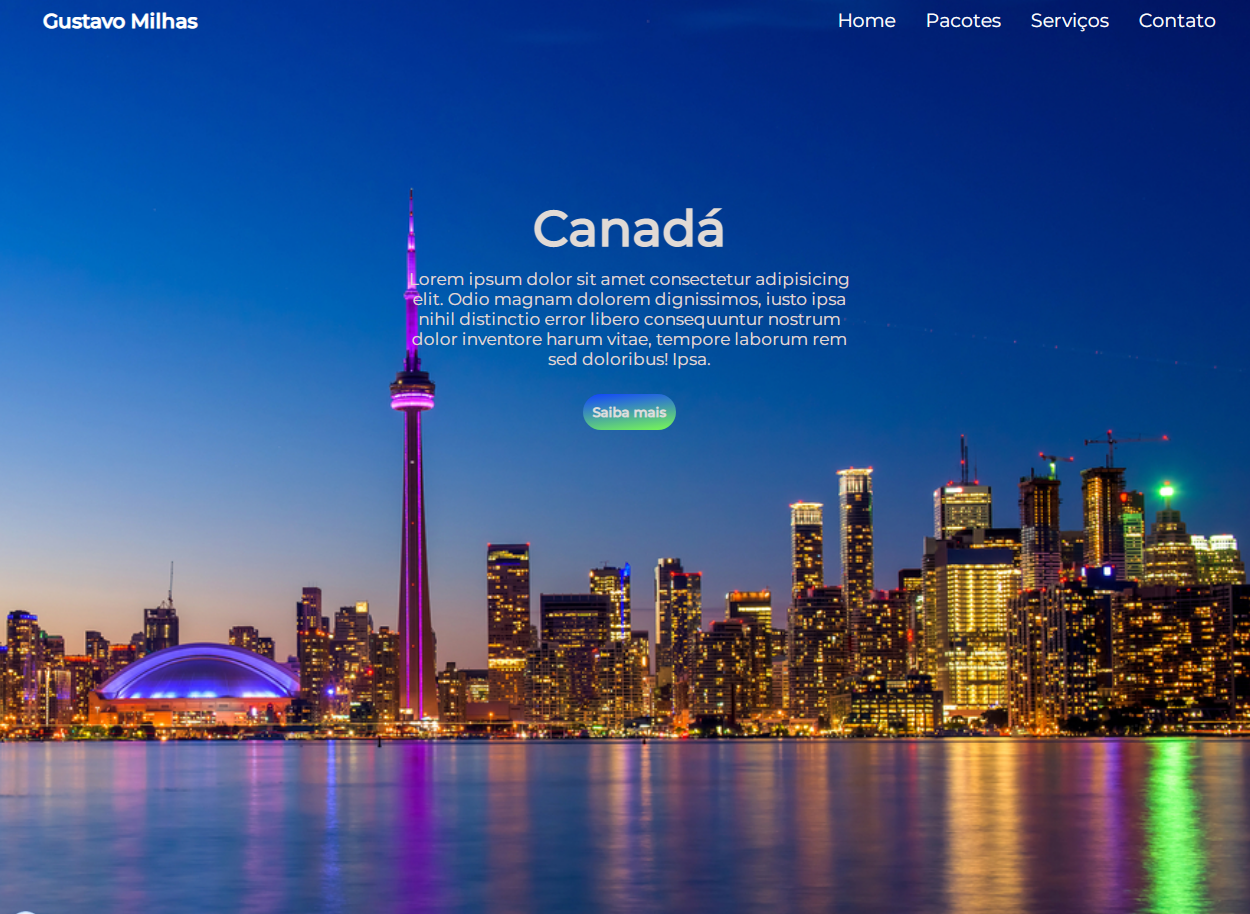 Gustavo Milhas
Home Pacotes Serviços Contato
Canadá
Lorem ipsum dolor sit amet consectetur adipisicing
elit. Odio magnam dolorem dignissimos, iusto ipsa
nihil distinctio error libero consequuntur nostrum
dolor inventore harum vitae, tempore laborum rem
sed doloribus! Ipsa.
Saiba mais